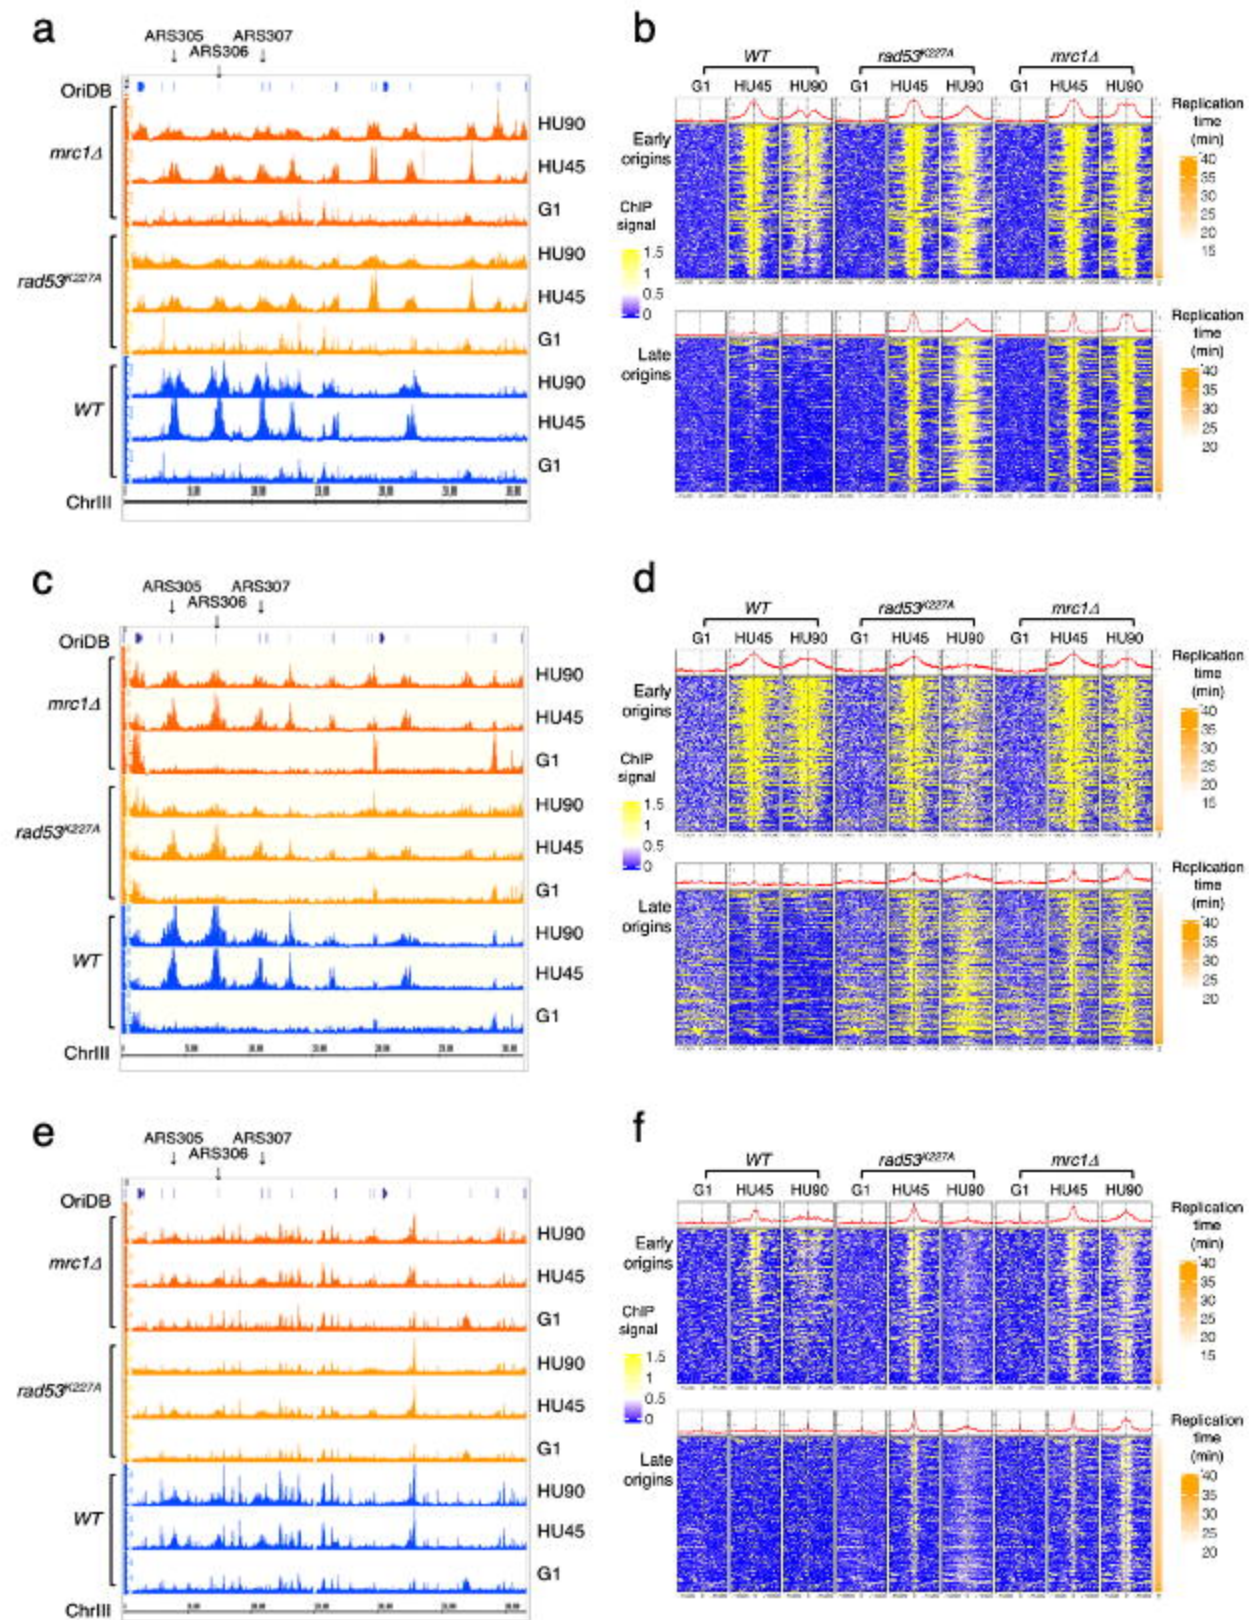 a
ARS305
ARS307
ARS306
OriDB
mrc1Δ
HU90
HU45
G1
rad53K227A
HU90
HU45
G1
WT
HU90
HU45
G1
ChrIII
b
WT
rad53K227A
mrc1Δ
G1 HU45 HU90 G1 HU45 HU90 G1 HU45 HU90
Early
origins
ChIP
signal
1.5
1
0.5
0
Late
origins
Replication
time
(min)
40
35
30
25
20
15
Replication
time
(min)
40
35
30
25
20
c
ARS305
ARS307
ARS306
OriDB
mrc1Δ
HU90
HU45
G1
rad53K227A
HU90
HU45
G1
WT
HU90
HU45
G1
ChrIII
d
WT
rad53K227A
mrc1Δ
G1 HU45 HU90 G1 HU45 HU90 G1 HU45 HU90
Early
origins
ChIP
signal
1.5
1
0.5
0
Late
origins
Replication
time
(min)
40
35
30
25
20
15
Replication
time
(min)
40
35
30
25
20
e
ARS305
ARS307
ARS306
OriDB
mrc1Δ
HU90
HU45
G1
rad53K227A
HU90
HU45
G1
WT
HU90
HU45
G1
ChrIII
f
WT
rad53K227A
mrc1Δ
G1 HU45 HU90 G1 HU45 HU90 G1 HU45 HU90
Early
origins
ChIP
signal
1.5
1
0.5
0
Late
origins
Replication
time
(min)
40
35
30
25
20
15
Replication
time
(min)
40
35
30
25
20